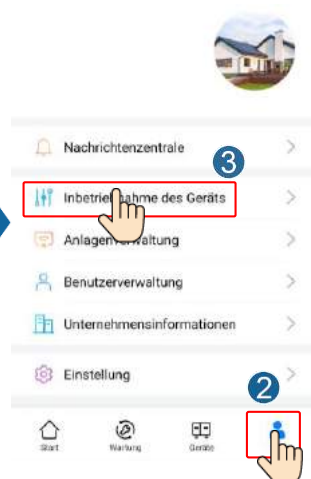 Nachrichtenzentrale
3
Inbetriebnahme des Geräts
Anlagenverwaltung
Benutzerverwaltung
Unternehmensinformationen
Einstellung
2
Start Wartung Geräte